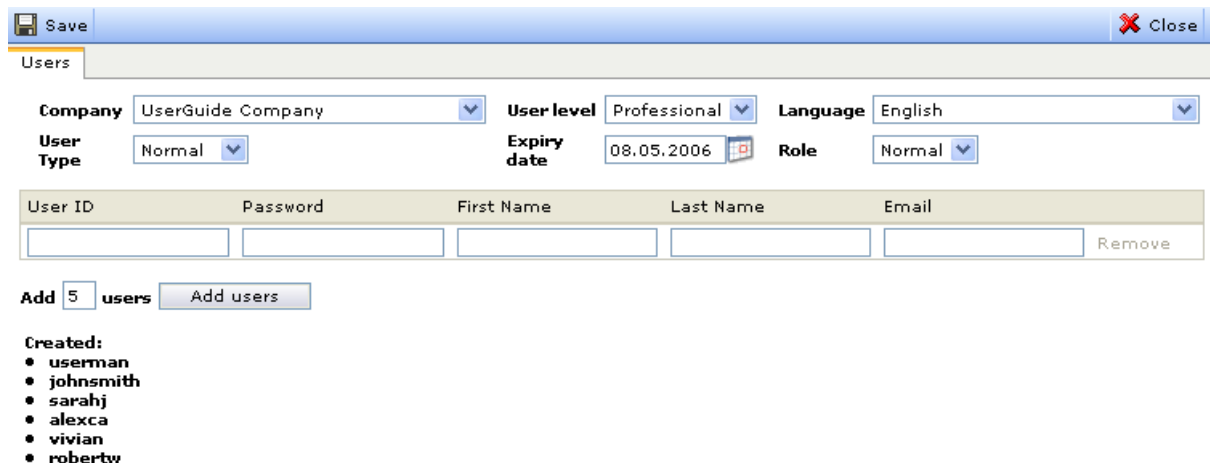 Save Close
Users
Company UserGuide Company User level Professional Language English
User Type Normal Expiry date 08.05.2006 Role Normal
User ID Password First Name Last Name Email
Remove
Add 5 users Add users
Created:
• userman
• johnsmith
• sarahj
• alexca
• vivian
• robertw